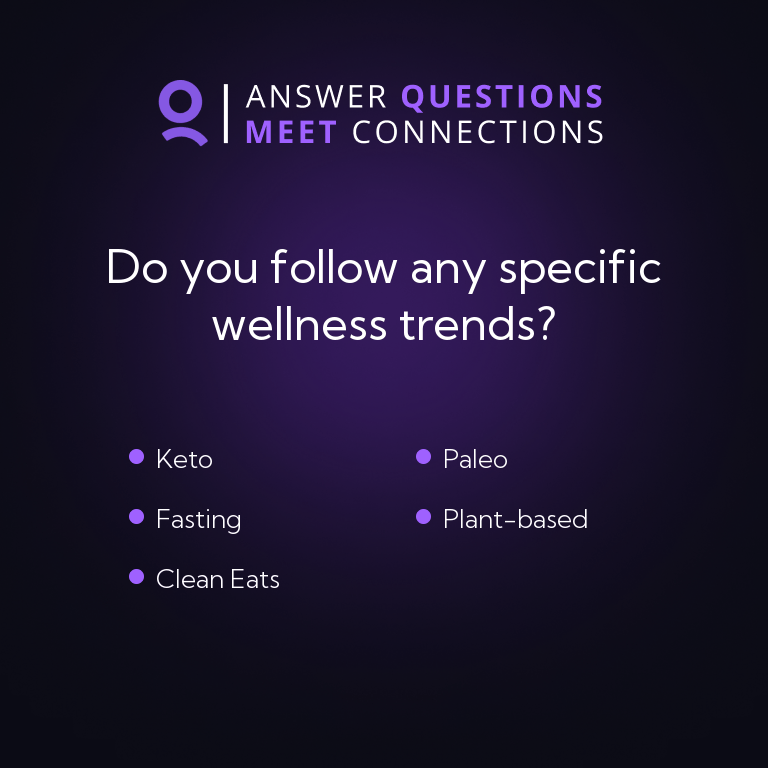 ANSWER QUESTIONS
MEET CONNECTIONS
Do you follow any specific
wellness trends?
Keto
Paleo
Fasting
Plant-based
Clean Eats